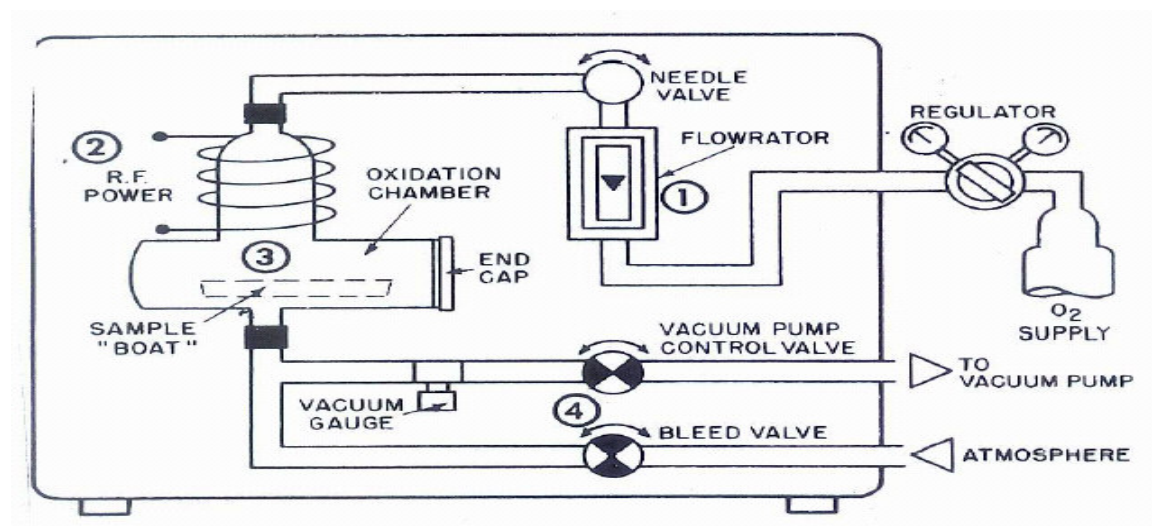 NEEDLE
VALVE
REGULATOR
FLOWRATOR
2
R.F.
POWER
OXIDATION
CHAMBER
1
3
END
CAP
SAMPLE
"BOAT"
O2
SUPPLY
VACUUM PUMP
CONTROL VALVE
TO
VACUUM PUMP
VACUUM
GAUGE
4
BLEED VALVE
ATMOSPHERE